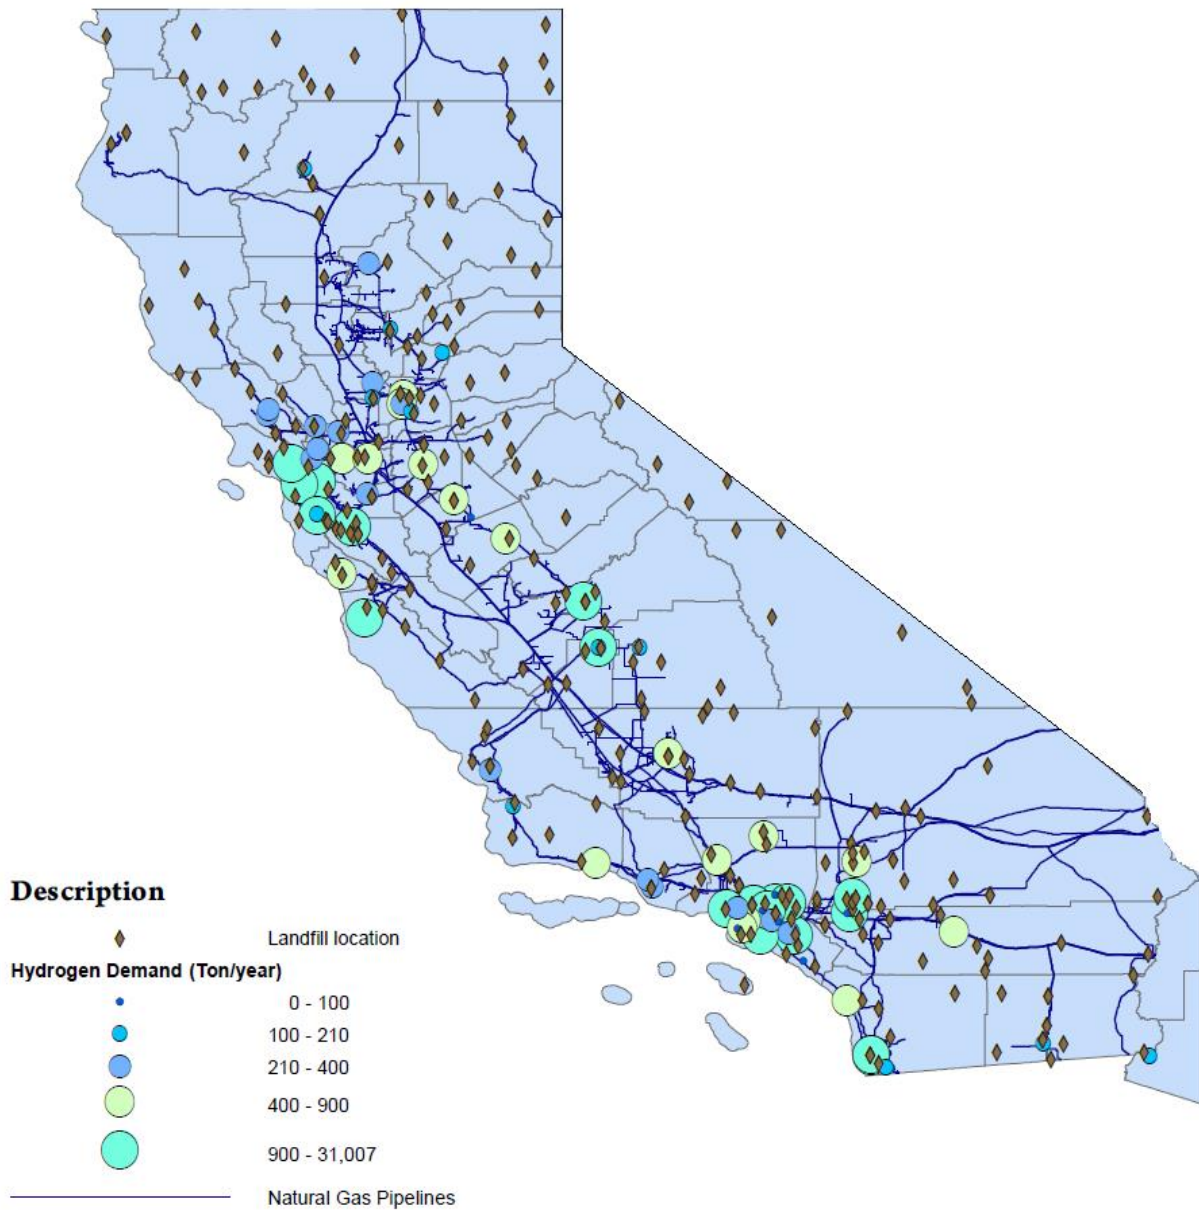 Description
Landfill location
Hydrogen Demand (Ton/year)
0 - 100
100 - 210
210 - 400
400 - 900
900 - 31,007
Natural Gas Pipelines